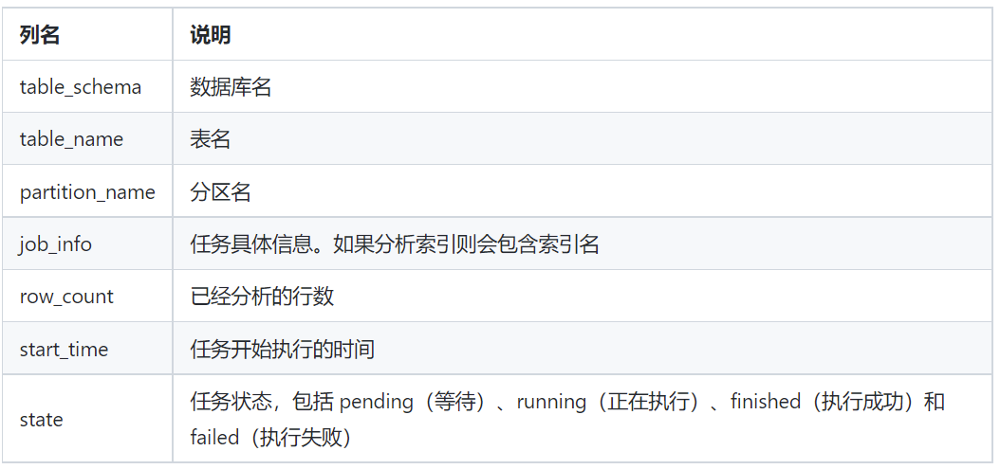 列名 说明
table_schema 数据库名
table_name 表名
partition_name 分区名
job_info 任务具体信息。如果分析索引则会包含索引名
row_count 已经分析的行数
start_time 任务开始执行的时间
state 任务状态，包括 pending（等待）、running（正在执行）、finished（执行成功）和
failed（执行失败）